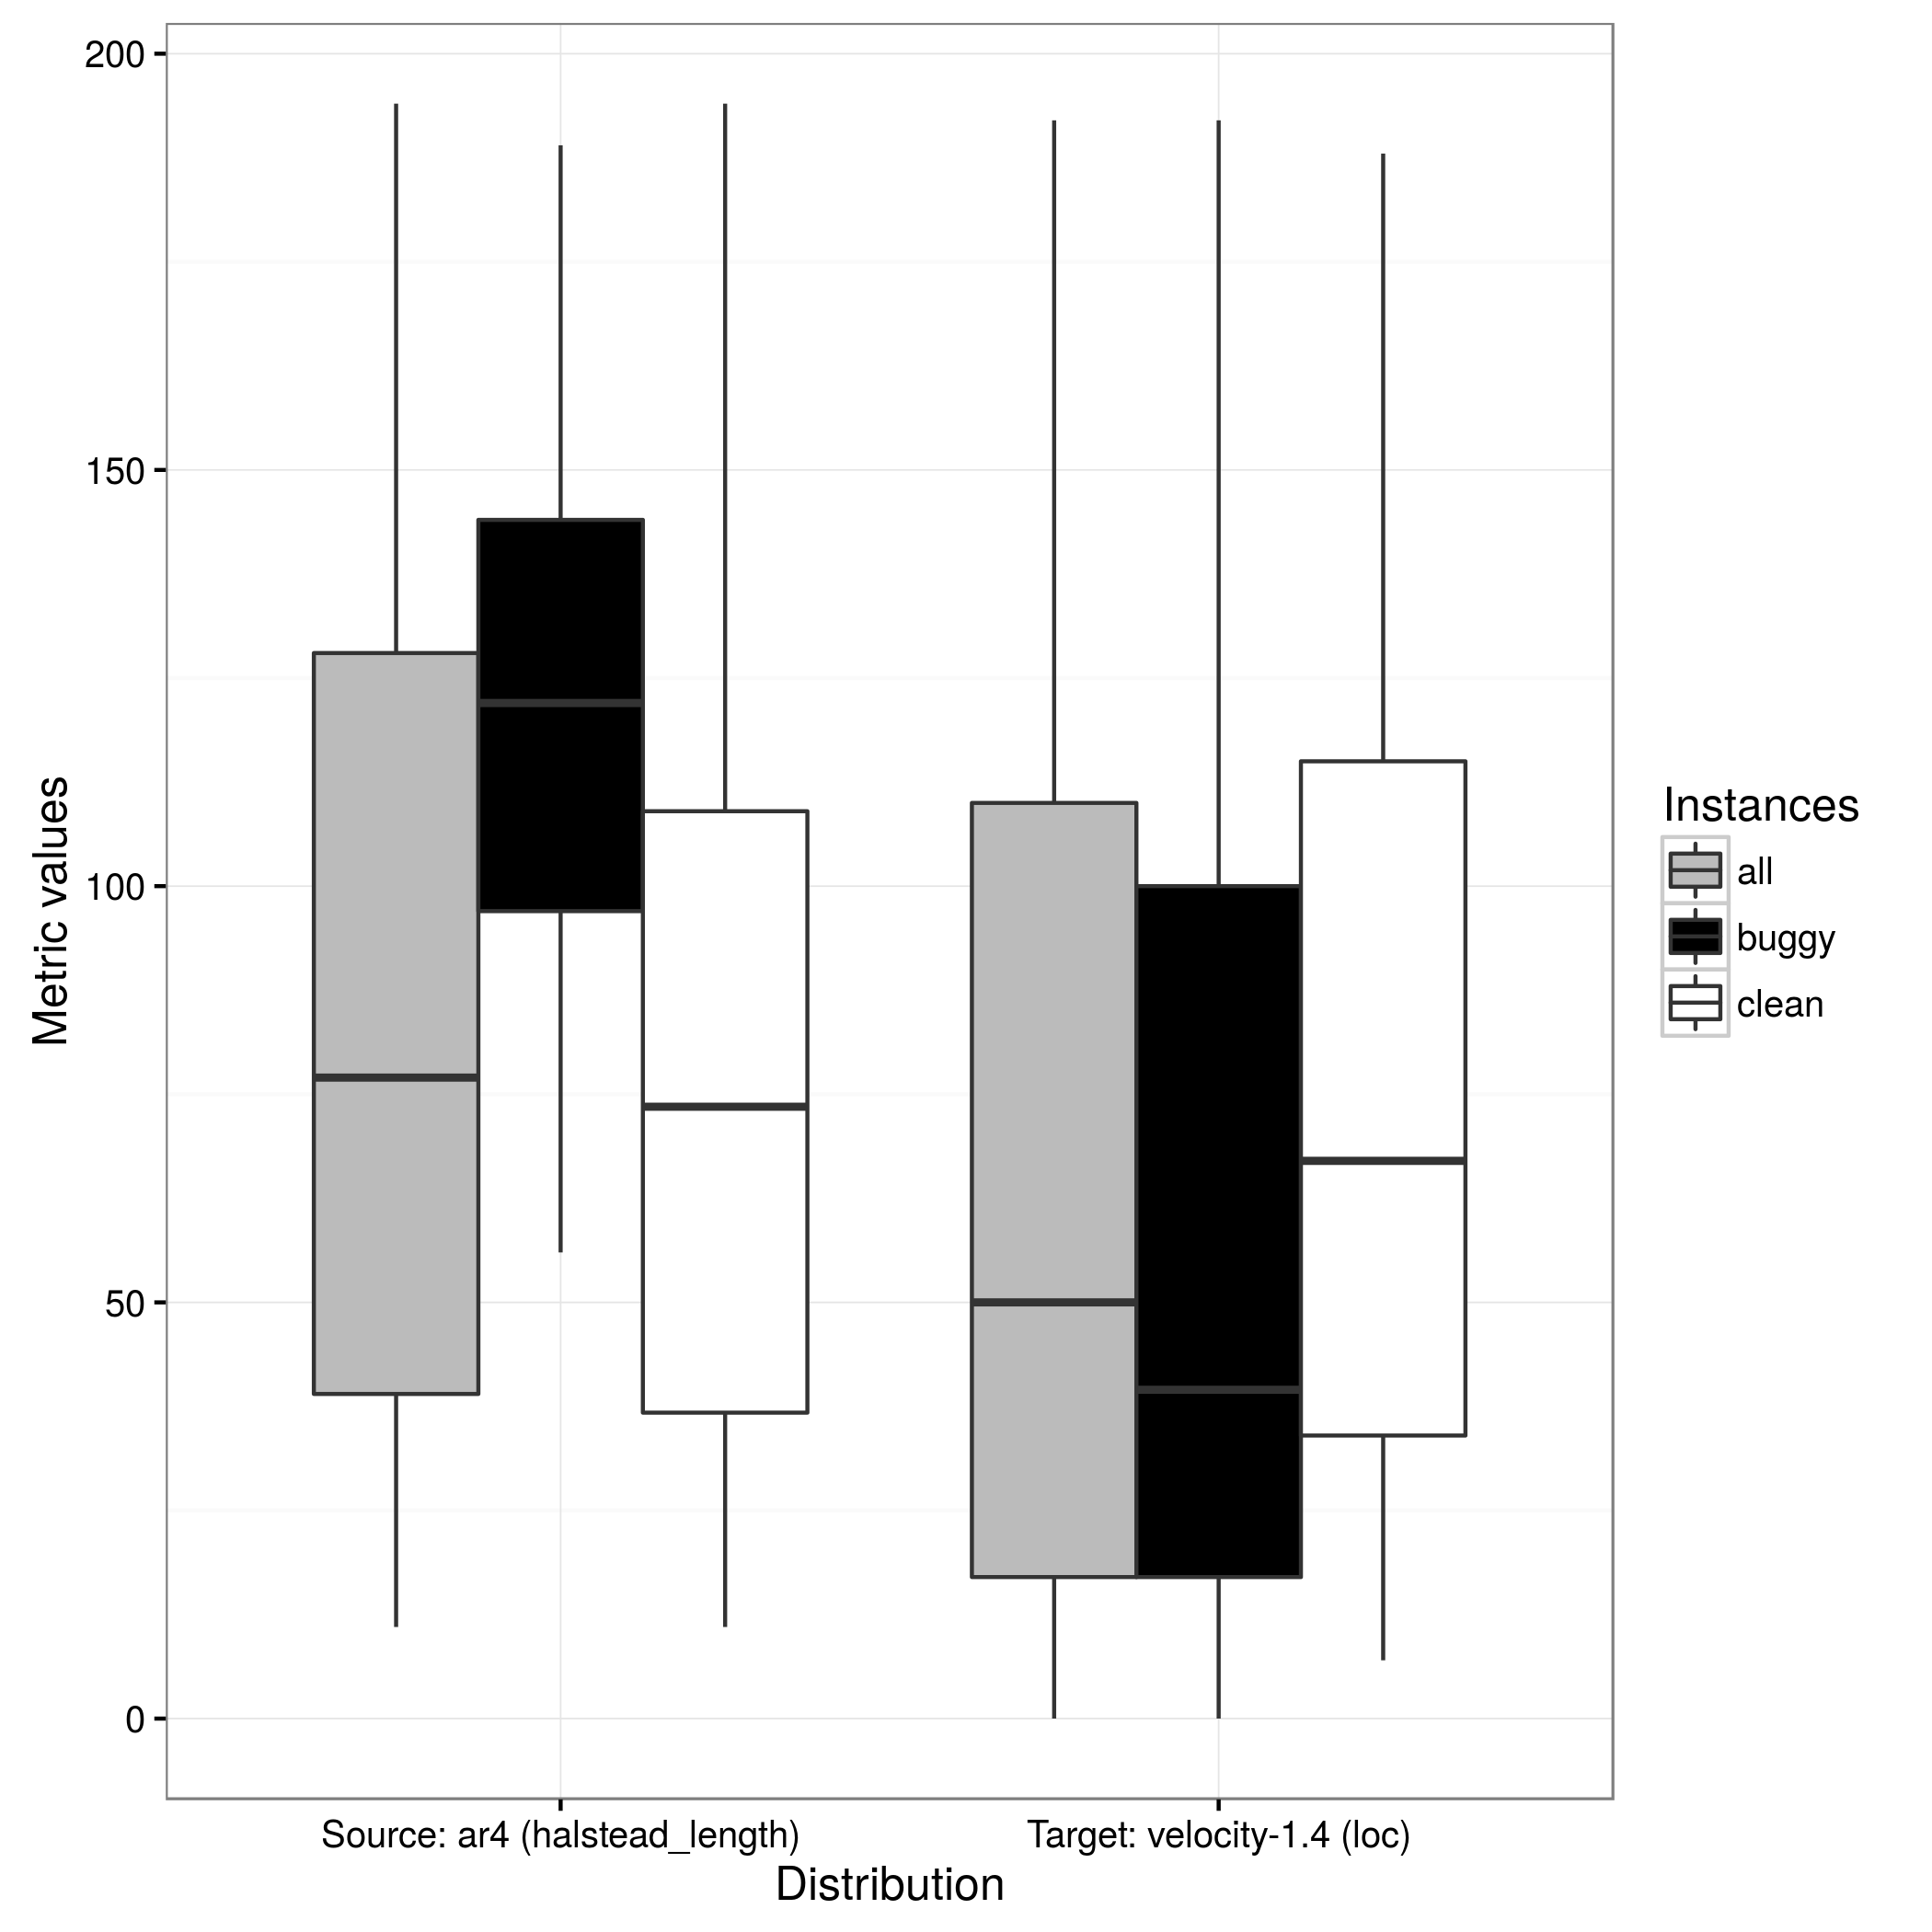 200
150
100
50
0
Metric values
Source: ar4 (halstead_length)
Target: velocity-1.4 (loc)
Distribution
Instances
all
buggy
clean